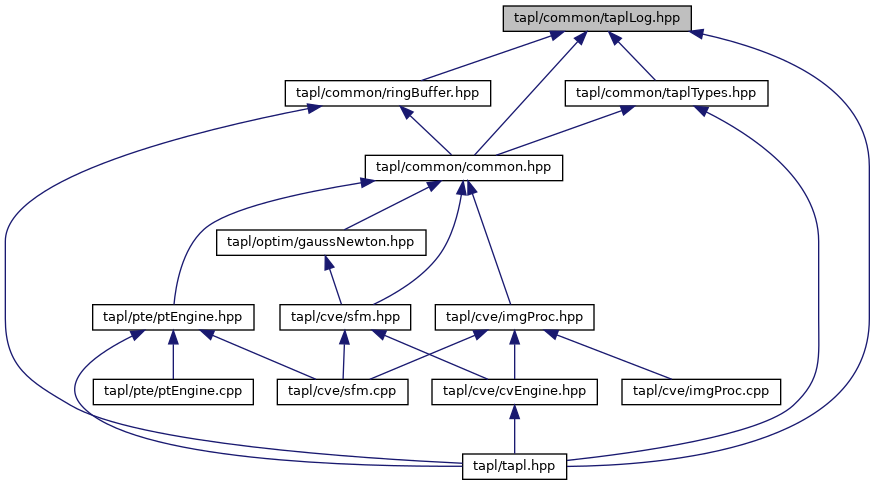 tapl/common/taplLog.hpp
tapl/common/ringBuffer.hpp
tapl/common/taplTypes.hpp
tapl/common/common.hpp
tapl/optim/gaussNewton.hpp
tapl/pte/ptEngine.hpp
tapl/cve/sfm.hpp
tapl/cve/imgProc.hpp
tapl/pte/ptEngine.cpp
tapl/cve/sfm.cpp
tapl/cve/cvEngine.hpp
tapl/cve/imgProc.cpp
tapl/tapl.hpp